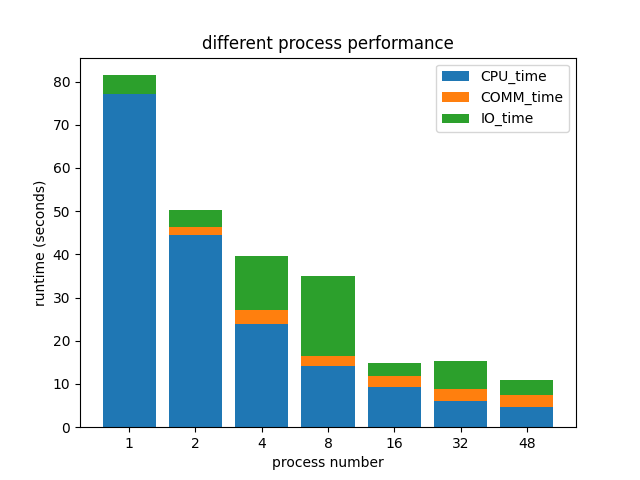 different process performance
CPU_time
COMM_time
IO_time
80
70
60
50
40
30
20
10
0
runtime (seconds)
1 2 4 8 16 32 48
process number